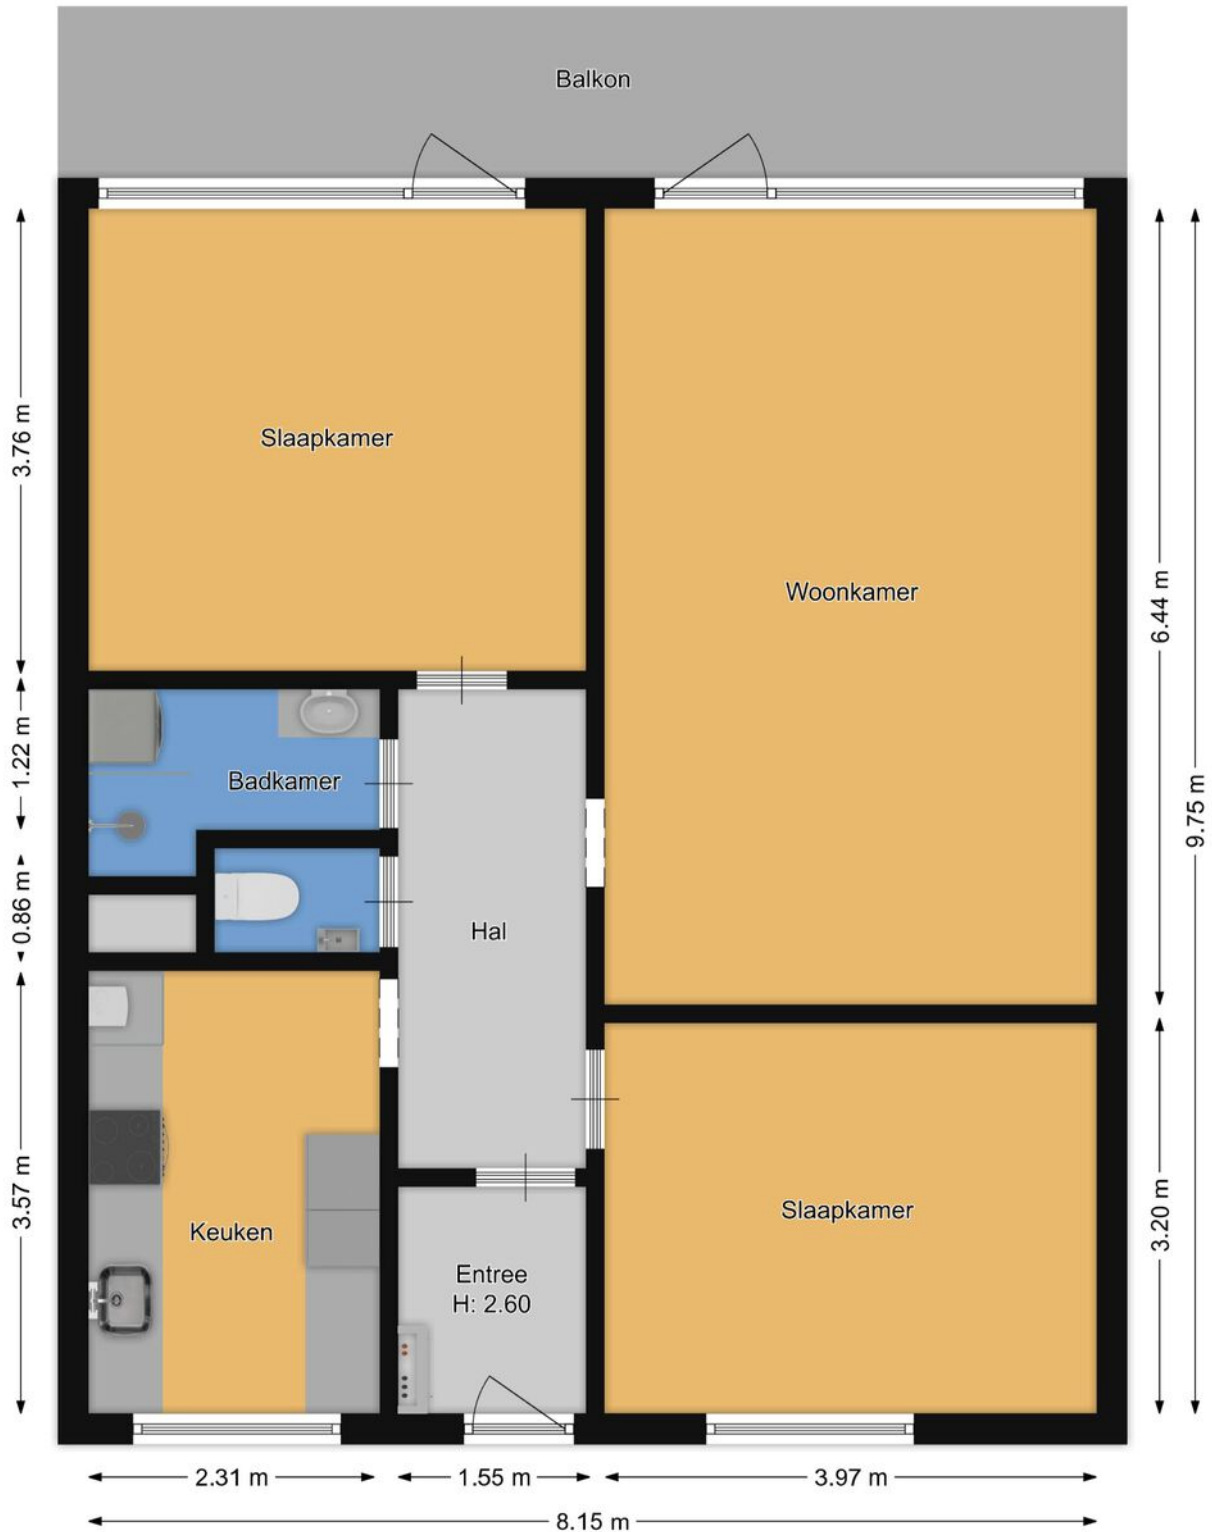 Balkon
Slaapkamer
Woonkamer
Badkamer
Hal
Keuken
Entree
H: 2.60
Slaapkamer
3.76 m
1.22 m
0.86 m
3.57 m
6.44 m
3.20 m
9.75 m
2.31 m
1.55 m
3.97 m
8.15 m